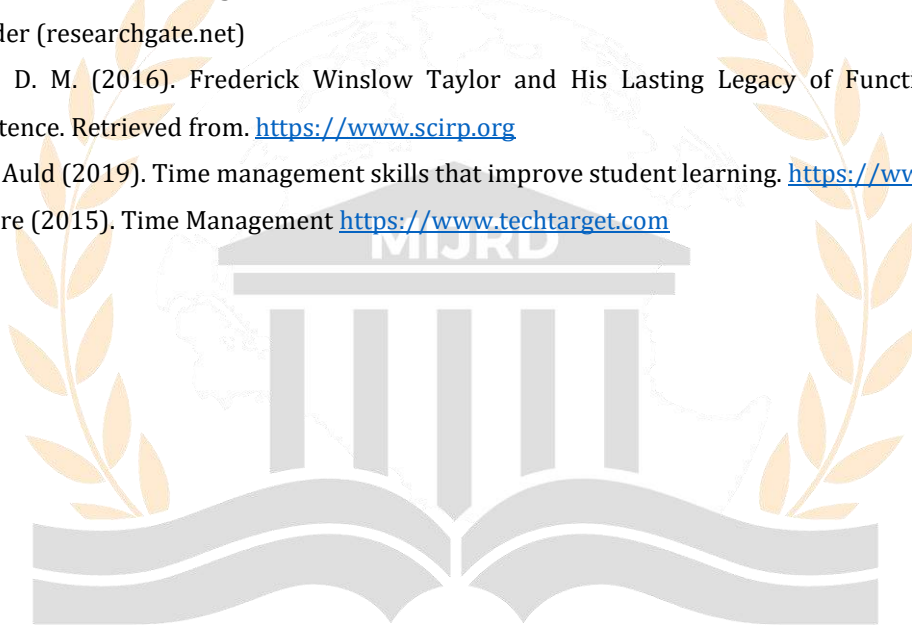 der (researchgate.net)
D. M. (2016). Frederick Winslow Taylor and His Lasting Legacy of Functi
tence. Retrieved from. https://www.scirp.org
Auld (2019). Time management skills that improve student learning. https://ww
re (2015). Time Management https://www.techtarget.com
MIJRD